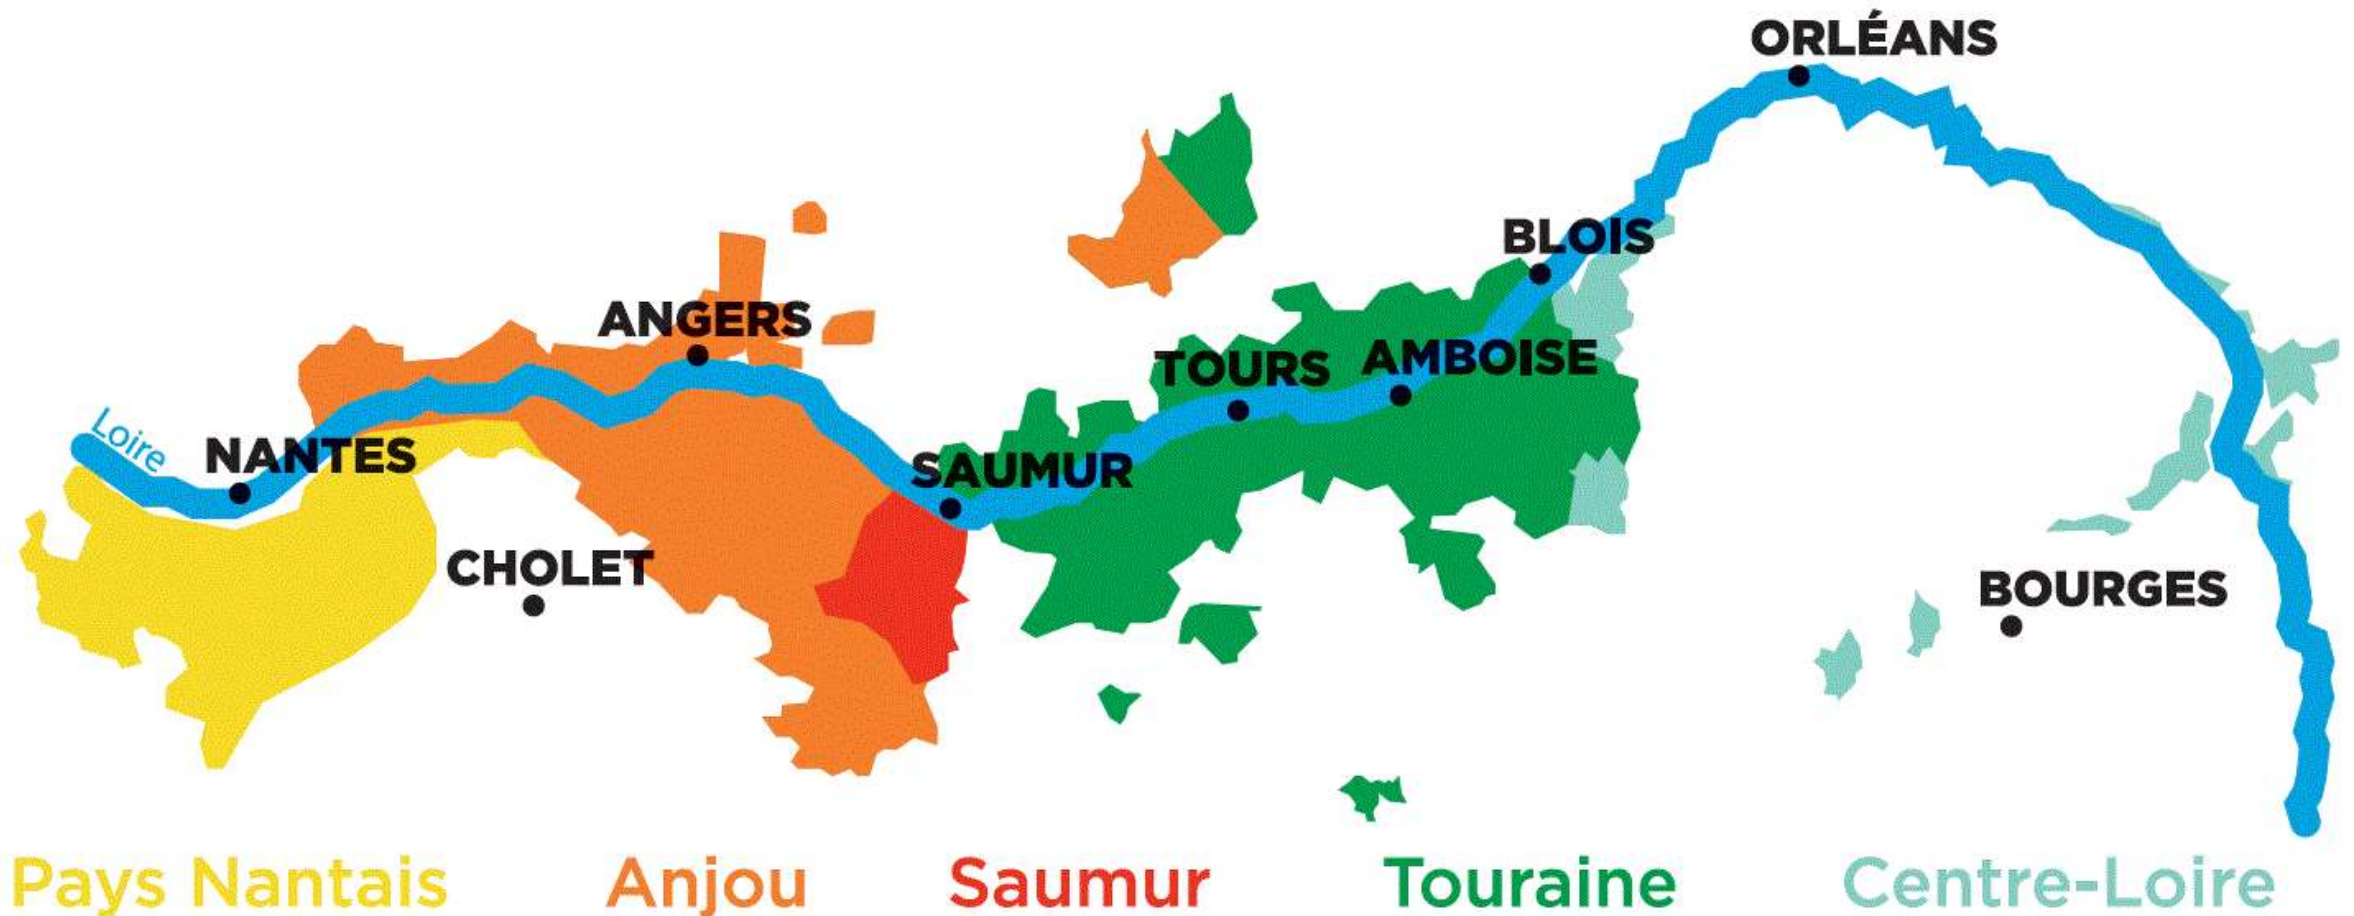 ORLÉANS
BLOIS
ANGERS
TOURS
AMBOISE
Loire
NANTES
SAUMUR
CHOLET
BOURGES
Pays Nantais
Anjou
Saumur
Touraine
Centre-Loire